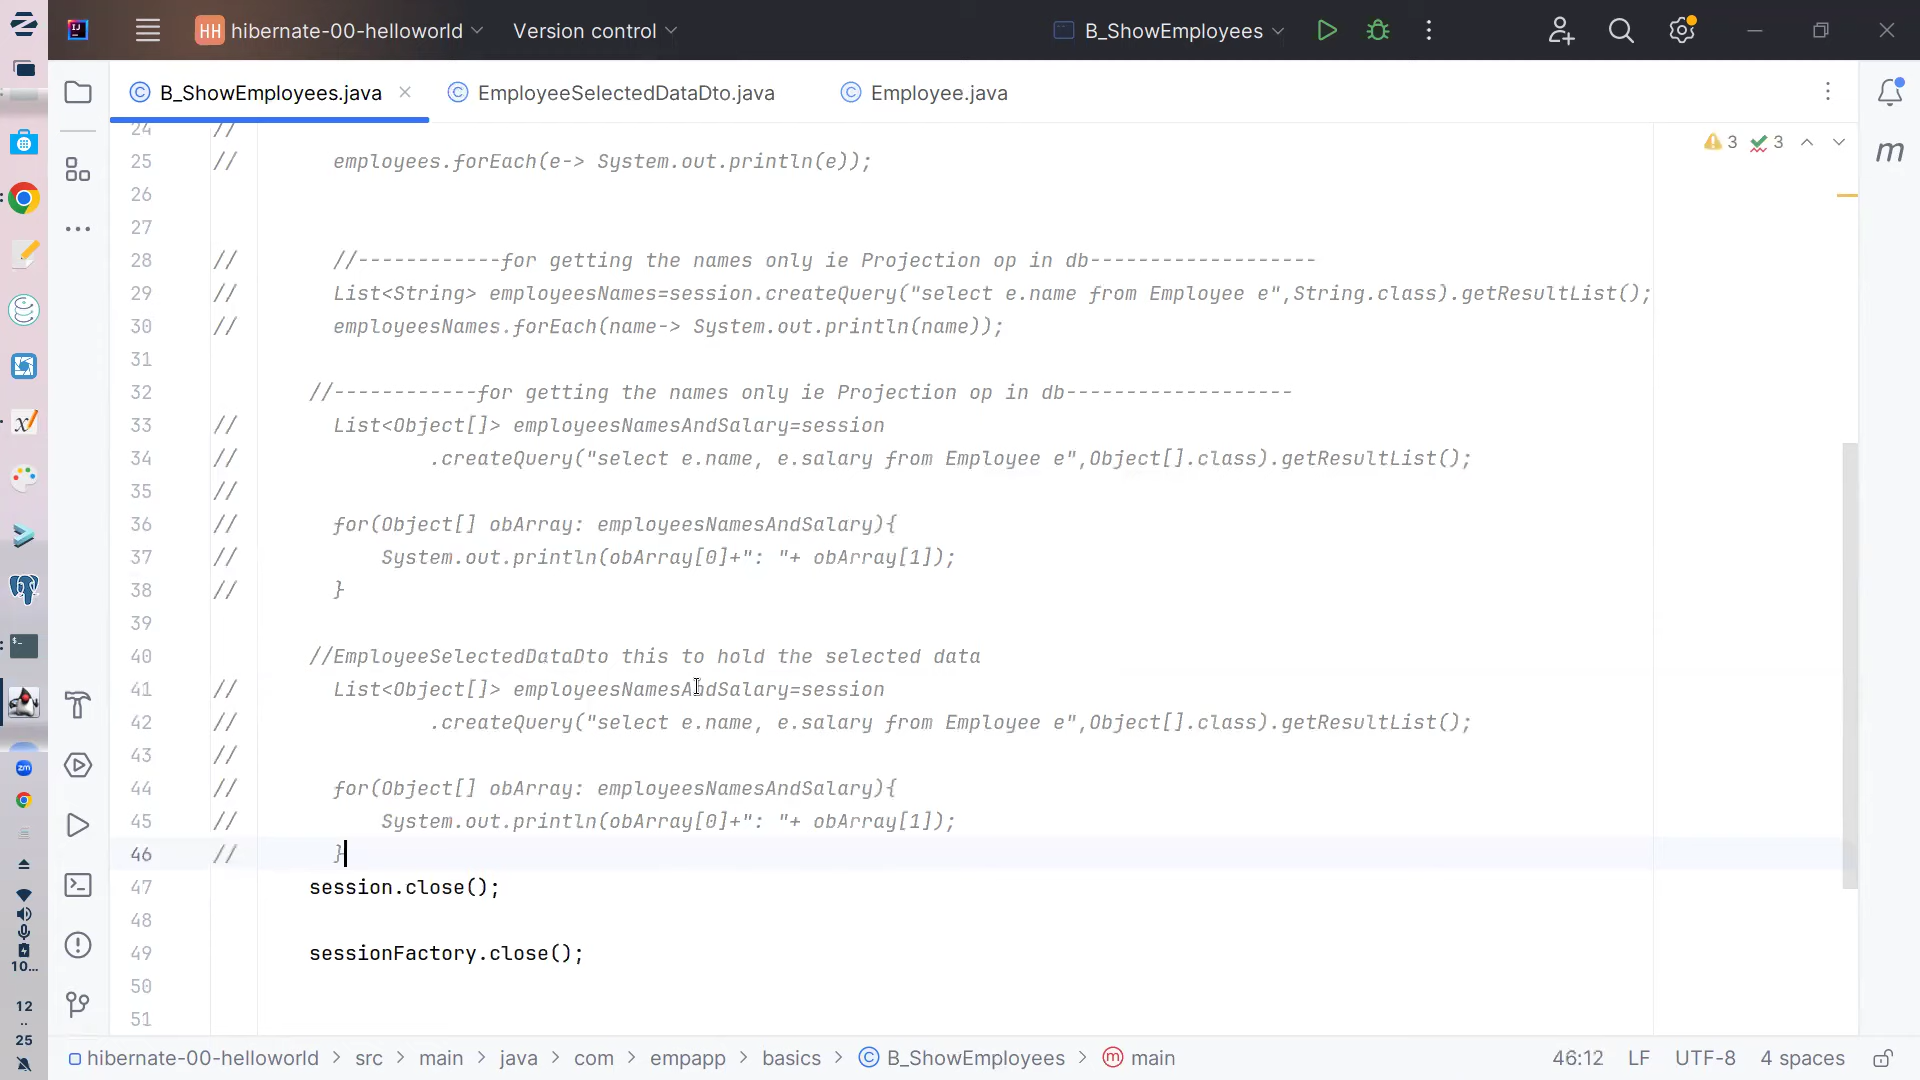 HH hibernate-00-helloworld Version control B_ShowEmployees
B_ShowEmployees.java EmployeeSelectedDataDto.java Employee.java
24 //
25 // employees.forEach(e-> System.out.println(e));
3 3
26
27
28 // //------------for getting the names only ie Projection op in db-------------------
29 // List<String> employeesNames=session.createQuery("select e.name from Employee e",String.class).getResultList();
30 // employeesNames.forEach(name-> System.out.println(name));
31
32 //------------for getting the names only ie Projection op in db-------------------
33 // List<Object[]> employeesNamesAndSalary=session
34 // .createQuery("select e.name, e.salary from Employee e",Object[].class).getResultList();
35 //
36 // for(Object[] obArray: employeesNamesAndSalary){
37 // System.out.println(obArray[0]+": "+ obArray[1]);
38 // }
39
40 //EmployeeSelectedDataDto this to hold the selected data
41 // List<Object[]> employeesNamesAndSalary=session
42 // .createQuery("select e.name, e.salary from Employee e",Object[].class).getResultList();
43 //
44 // for(Object[] obArray: employeesNamesAndSalary){
45 // System.out.println(obArray[0]+": "+ obArray[1]);
46 // }
47 session.close();
48
49 sessionFactory.close();
50
51
hibernate-00-helloworld > src > main > java > com > empapp > basics > B_ShowEmployees > main 46:12 LF UTF-8 4 spaces
m
zm
10...
12
..
25